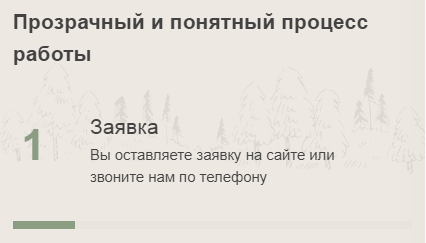 Прозрачный и понятный процесс
работы
1
Заявка
Вы оставляете заявку на сайте или
звоните нам по телефону